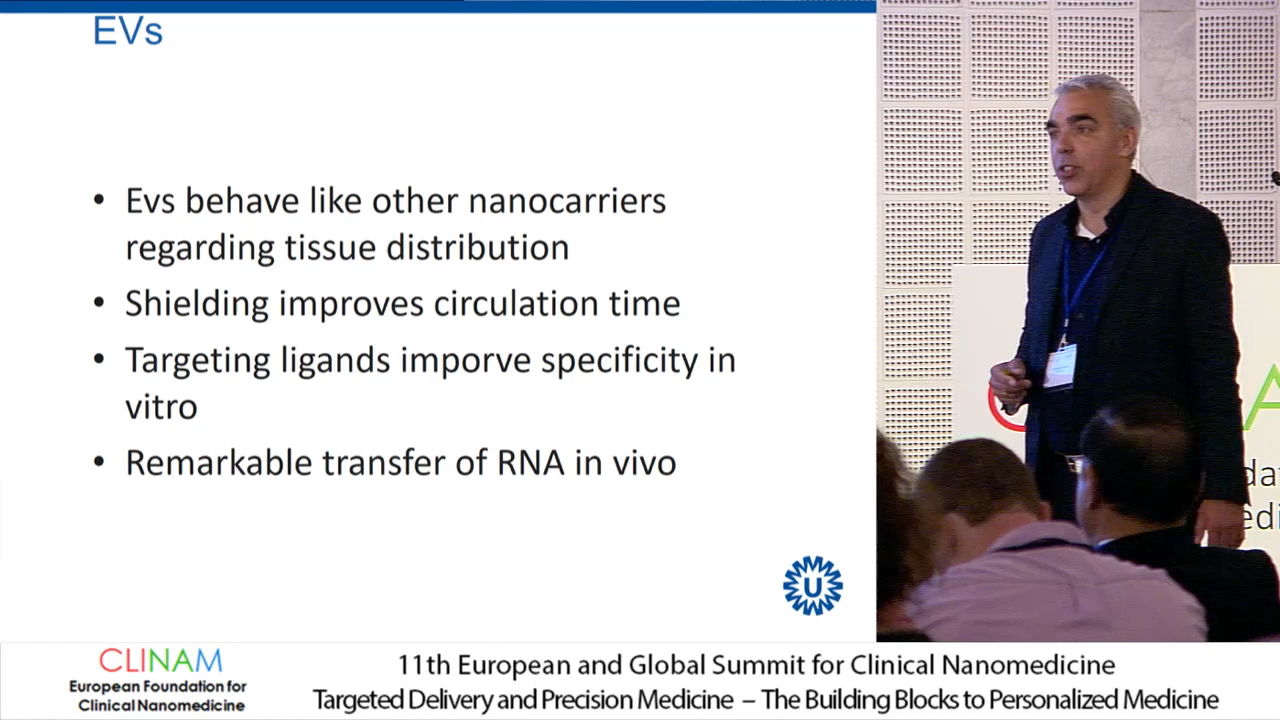 EVs
• Evs behave like other nanocarriers
regarding tissue distribution
• Shielding improves circulation time
• Targeting ligands imporve specificity in
vitro
• Remarkable transfer of RNA in vivo
U
CLINAM
European Foundation for
Clinical Nanomedicine
11th European and Global Summit for Clinical Nanomedicine
Targeted Delivery and Precision Medicine – The Building Blocks to Personalized Medicine